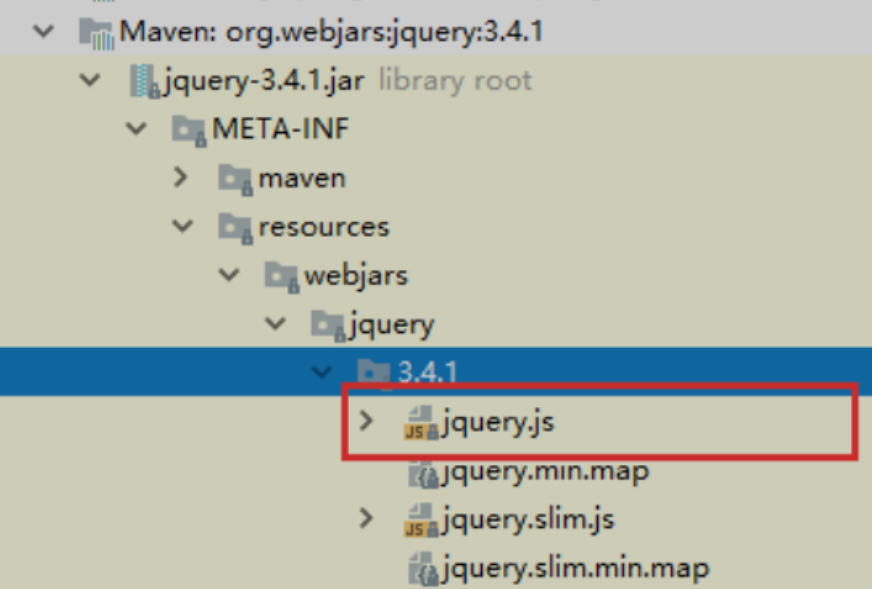 Maven: org.webjars:jquery:3.4.1
jquery-3.4.1.jar library root
META-INF
maven
resources
webjars
jquery
3.4.1
JS jquery.js
jquery.min.map
JS jquery.slim.js
jquery.slim.min.map